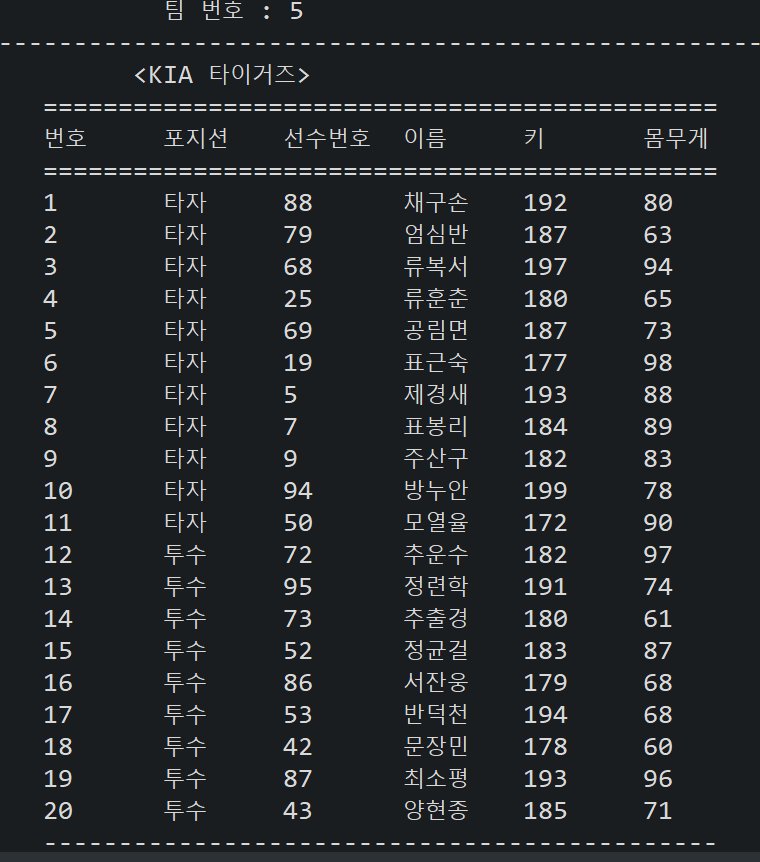 팀 번호 : 5
---------------------------------------------------
<KIA 타이거즈>
=============================================
번호 포지션 선수번호 이름 키 몸무게
=============================================
1 타자 88 채구손 192 80
2 타자 79 엄심반 187 63
3 타자 68 류복서 197 94
4 타자 25 류훈춘 180 65
5 타자 69 공림면 187 73
6 타자 19 표근숙 177 98
7 타자 5 제경새 193 88
8 타자 7 표봉리 184 89
9 타자 9 주산구 182 83
10 타자 94 방누안 199 78
11 타자 50 모열율 172 90
12 투수 72 추운수 182 97
13 투수 95 정련학 191 74
14 투수 73 추출경 180 61
15 투수 52 정균걸 183 87
16 투수 86 서잔웅 179 68
17 투수 53 반덕천 194 68
18 투수 42 문장민 178 60
19 투수 87 최소평 193 96
20 투수 43 양현종 185 71
---------------------------------------------